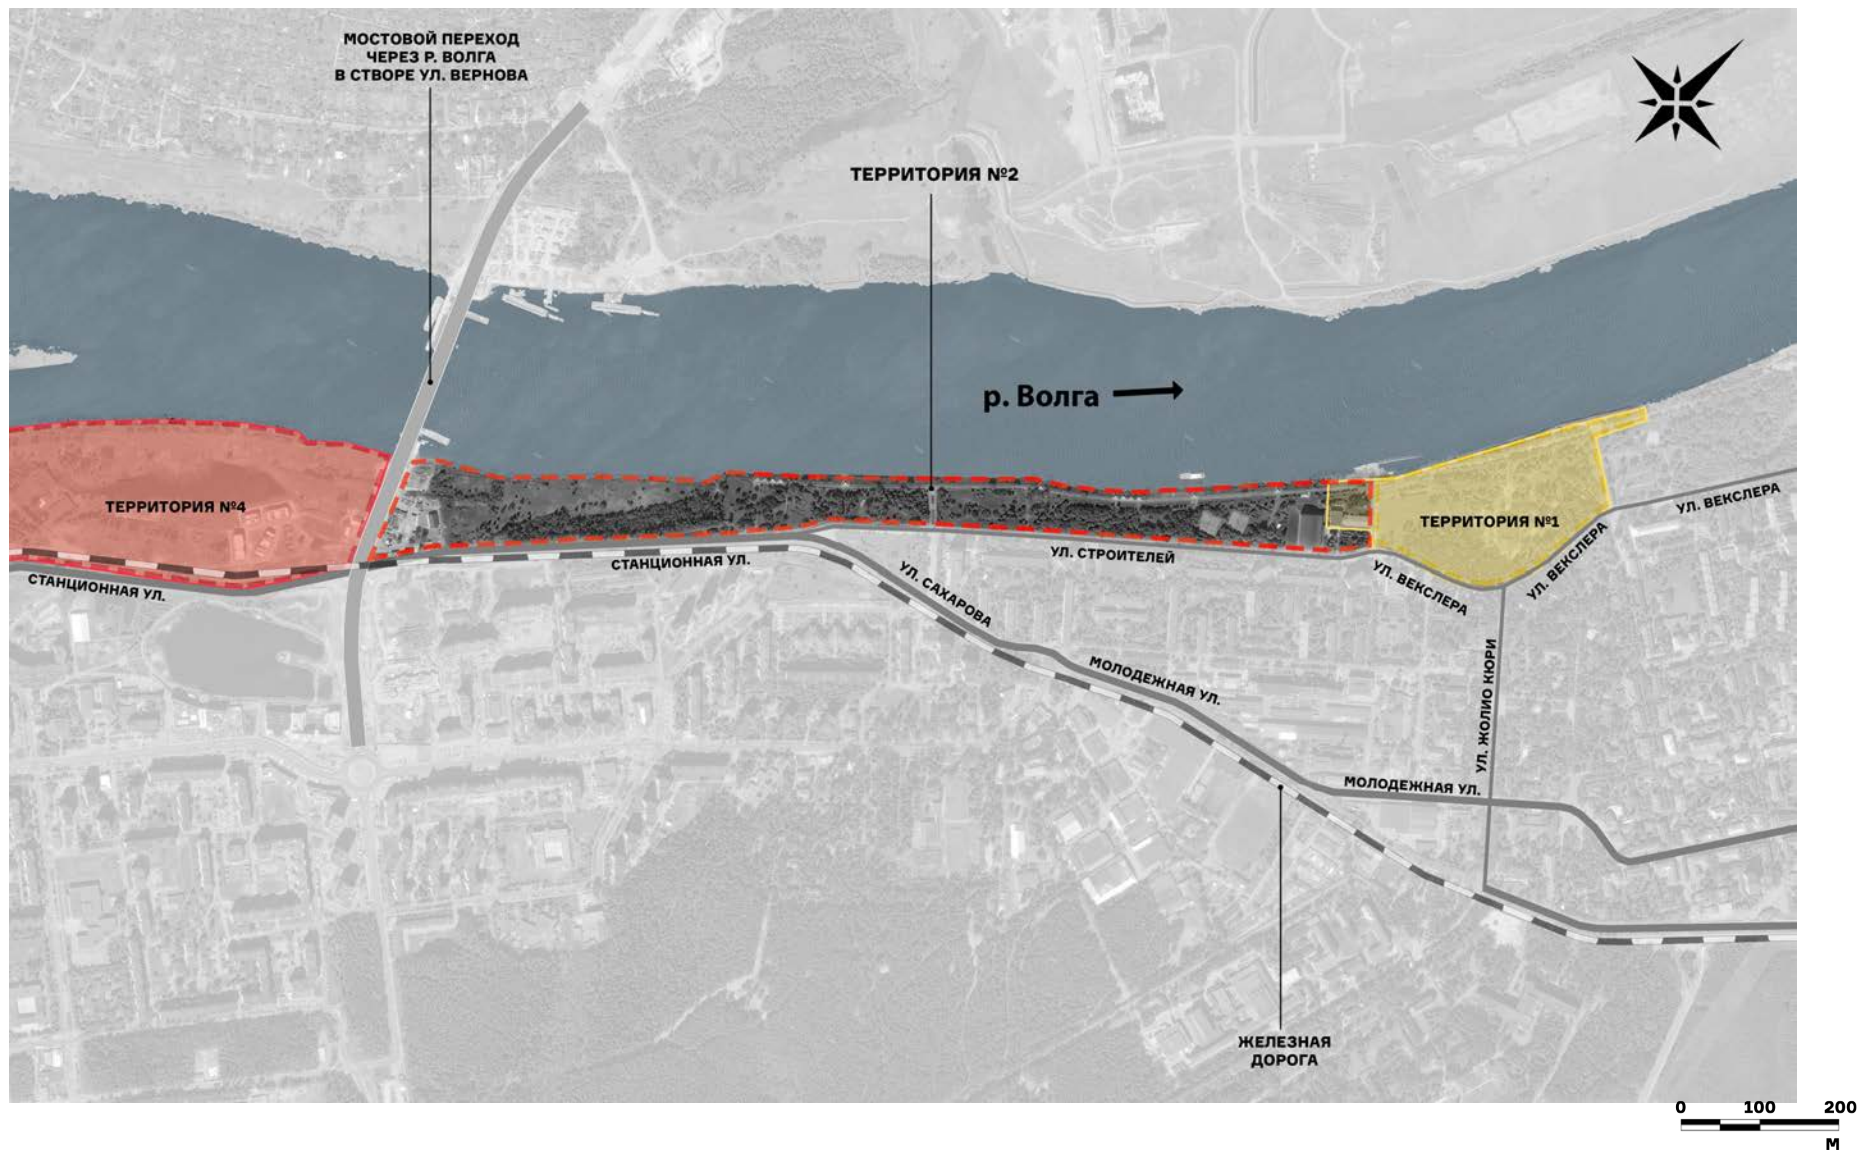 МОСТОВОЙ ПЕРЕХОД
ЧЕРЕЗ Р. ВОЛГА
В СТВОРЕ УЛ. ВЕРНОВА
ТЕРРИТОРИЯ №2
р. Волга
ТЕРРИТОРИЯ №4
ТЕРРИТОРИЯ №1
УЛ. ВЕКСЛЕРА
СТАНЦИОННАЯ УЛ.
СТАНЦИОННАЯ УЛ.
УЛ. СТРОИТЕЛЕЙ
УЛ. ВЕКСЛЕРА
УЛ. ВЕКСЛЕРА
УЛ. САХАРОВА
МОЛОДЕЖНАЯ УЛ.
УЛ. ЖОЛИО КЮРИ
МОЛОДЕЖНАЯ УЛ.
ЖЕЛЕЗНАЯ
ДОРОГА
0 100 200
М